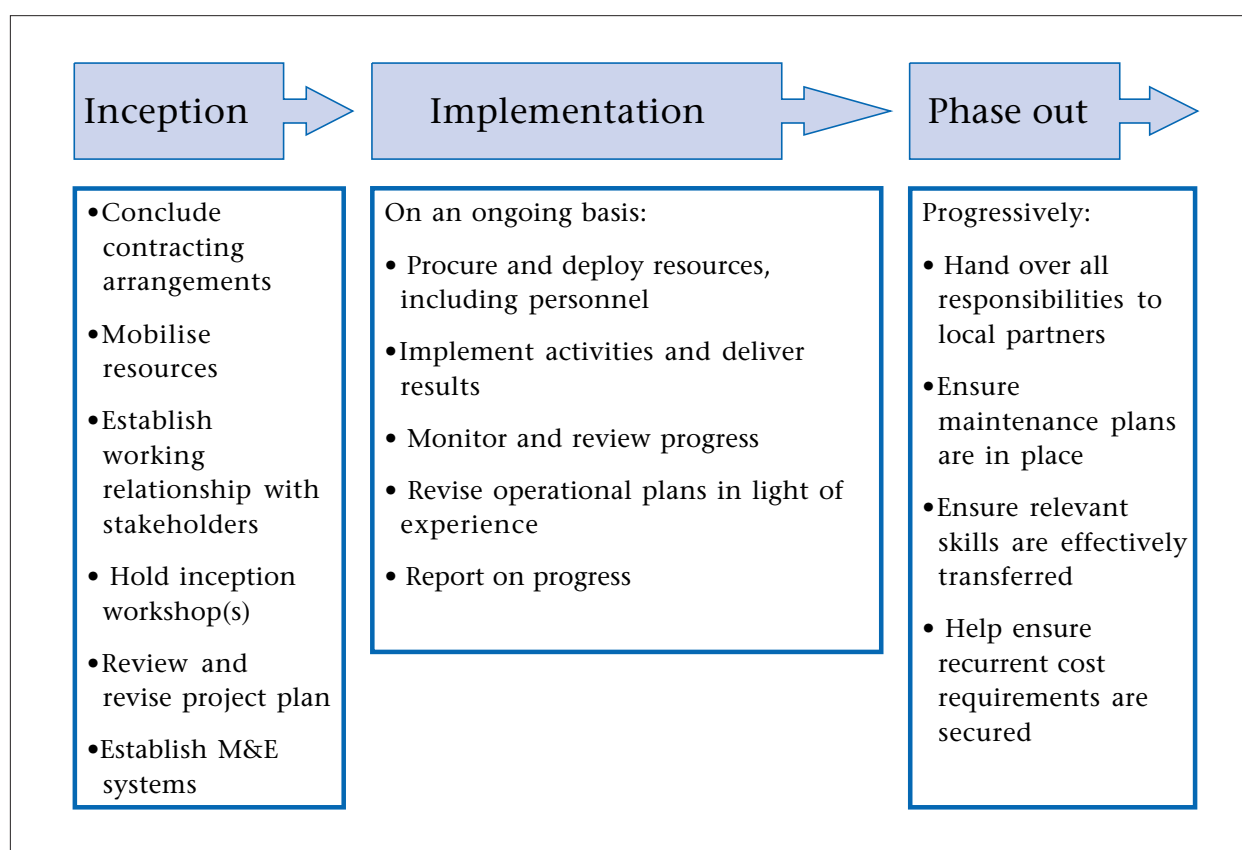 Inception
Implementation
Phase out
•Conclude
contracting
arrangements
•Mobilise
resources
•Establish
working
relationship with
stakeholders
• Hold inception
workshop(s)
•Review and
revise project plan
•Establish M&E
systems
On an ongoing basis:
• Procure and deploy resources,
including personnel
•Implement activities and deliver
results
• Monitor and review progress
• Revise operational plans in light of
experience
• Report on progress
Progressively:
• Hand over all
responsibilities to
local partners
•Ensure
maintenance plans
are in place
•Ensure relevant
skills are effectively
transferred
• Help ensure
recurrent cost
requirements are
secured